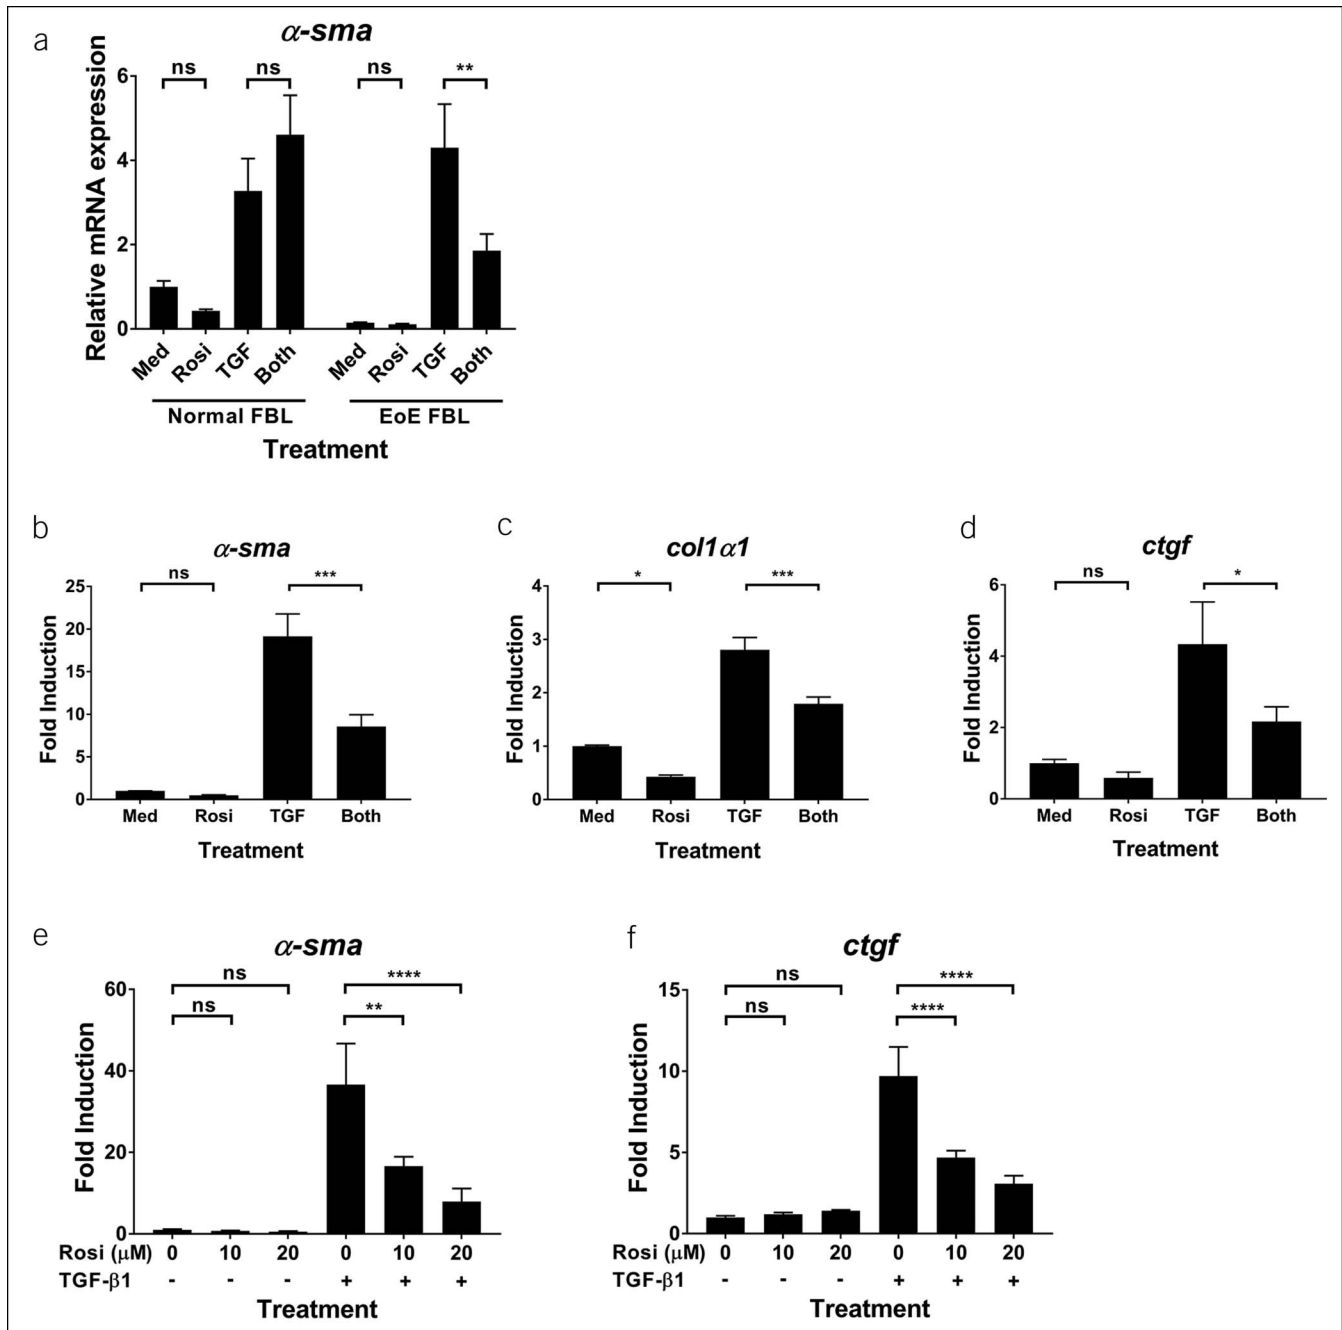 a
α-sma
ns ns ns **
Relative mRNA expression
6
4
2
0
Med Rosi TGF Both Med Rosi TGF Both
Normal FBL EoE FBL
Treatment
b
α-sma
ns ***
Fold Induction
25
20
15
10
5
0
Med Rosi TGF Both
Treatment
c
col1α1
* ***
Fold Induction
4
3
2
1
0
Med Rosi TGF Both
Treatment
d
ctgf
ns *
Fold Induction
6
4
2
0
Med Rosi TGF Both
Treatment
e
α-sma
ns ****
ns **
Fold Induction
60
40
20
0
Rosi (μM) 0 10 20 0 10 20
TGF-β1 - - - + + +
Treatment
f
ctgf
ns ****
ns ****
Fold Induction
15
10
5
0
Rosi (μM) 0 10 20 0 10 20
TGF-β1 - - - + + +
Treatment